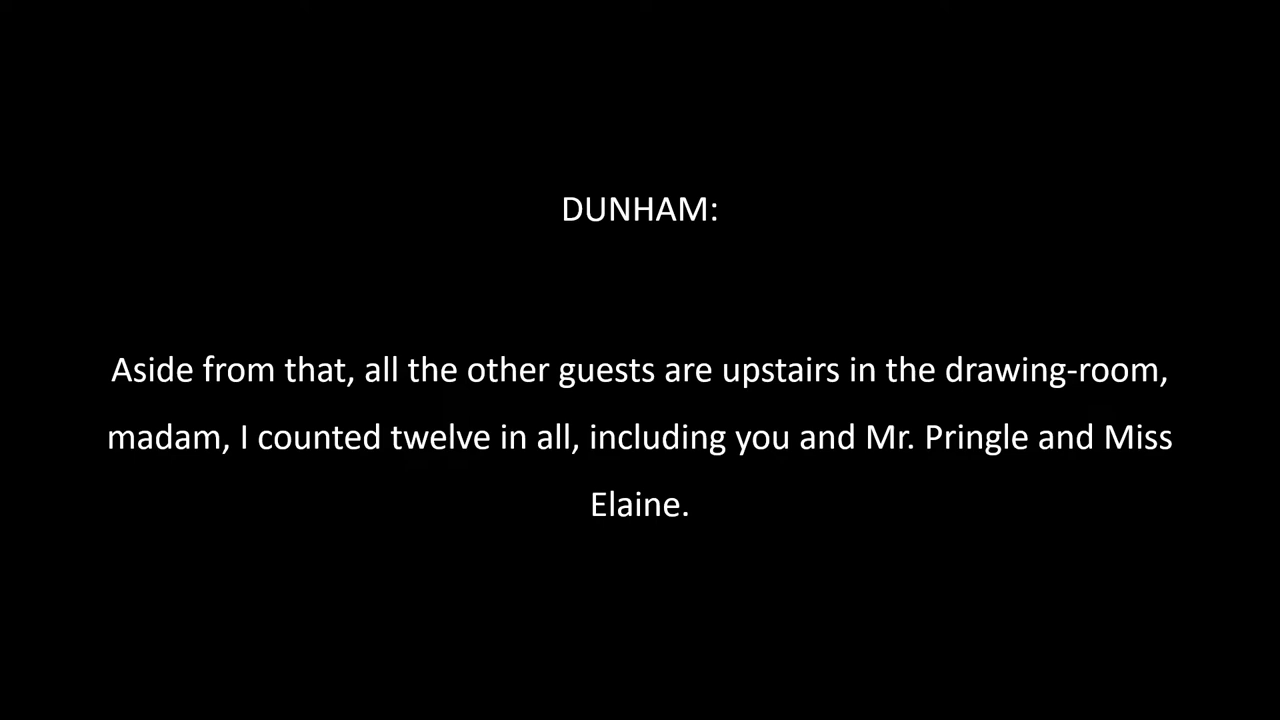 DUNHAM:
Aside from that, all the other guests are upstairs in the drawing-room,
madam, I counted twelve in all, including you and Mr. Pringle and Miss
Elaine.